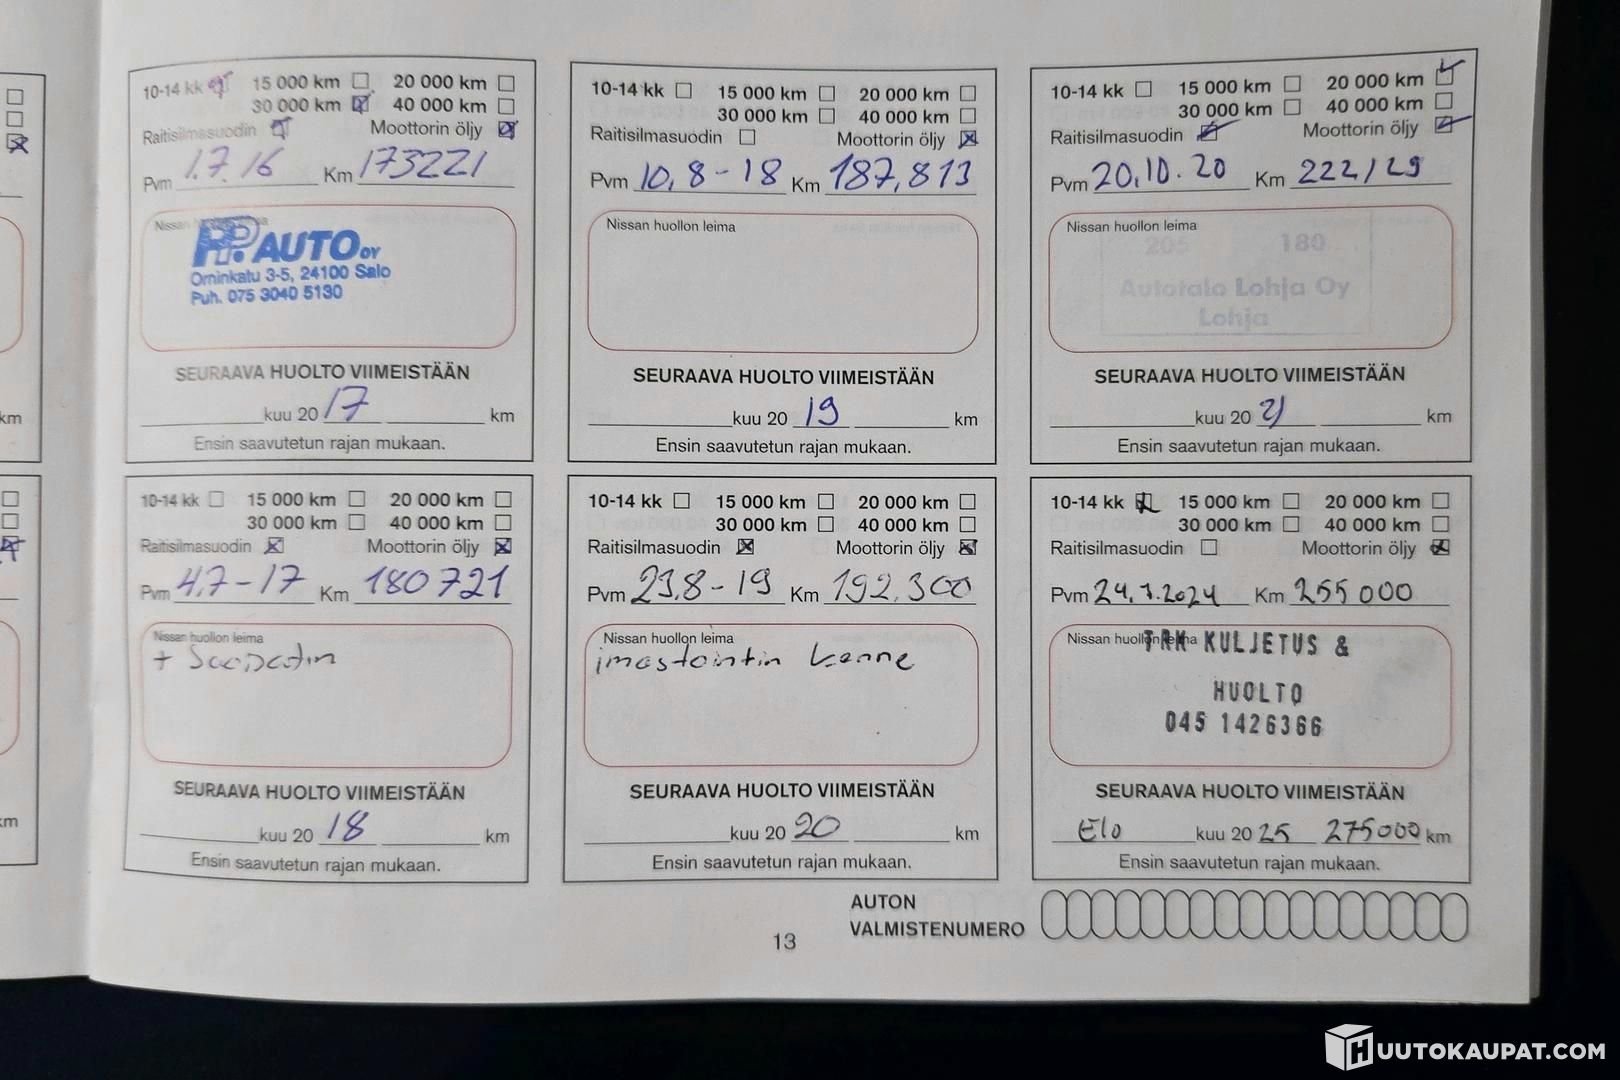 10-14 kk 15 000 km 20 000 km
30 000 km 40 000 km
Raitisilmasuodin Moottorin öljy
Pvm 1.7.16 Km 173221
Nissan huollon leima
PP AUTO OY
Orninkatu 3-5, 24100 Salo
Puh. 075 3040 5130
SEURAAVA HUOLTO VIIMEISTÄÄN
kuu 20 17 km
Ensin saavutetun rajan mukaan.
10-14 kk 15 000 km 20 000 km
30 000 km 40 000 km
Raitisilmasuodin Moottorin öljy
Pvm 10.8-18 Km 187,813
Nissan huollon leima
SEURAAVA HUOLTO VIIMEISTÄÄN
kuu 20 19 km
Ensin saavutetun rajan mukaan.
10-14 kk 15 000 km 20 000 km
30 000 km 40 000 km
Raitisilmasuodin Moottorin öljy
Pvm 20.10.20 Km 222129
Nissan huollon leima
205 180
Autotalo Lohja Oy
Lohja
SEURAAVA HUOLTO VIIMEISTÄÄN
kuu 20 21 km
Ensin saavutetun rajan mukaan.
10-14 kk 15 000 km 20 000 km
30 000 km 40 000 km
Raitisilmasuodin Moottorin öljy
Pvm 4.7-17 Km 180721
Nissan huollon leima
+
SEURAAVA HUOLTO VIIMEISTÄÄN
kuu 20 18 km
Ensin saavutetun rajan mukaan.
10-14 kk 15 000 km 20 000 km
30 000 km 40 000 km
Raitisilmasuodin Moottorin öljy
Pvm 23.8-19 Km 192.300
Nissan huollon leima
ilmastointin kenne
SEURAAVA HUOLTO VIIMEISTÄÄN
kuu 20 20 km
Ensin saavutetun rajan mukaan.
10-14 kk 15 000 km 20 000 km
30 000 km 40 000 km
Raitisilmasuodin Moottorin öljy
Pvm 24.7.2024 Km 255 000
Nissan huollon leima
TRK KULJETUS &
HUOLTO
045 1426366
SEURAAVA HUOLTO VIIMEISTÄÄN
Elo kuu 20 25 275000 km
Ensin saavutetun rajan mukaan.
km
km
AUTON
VALMISTENUMERO
13
HUUTOKAUPAT.COM